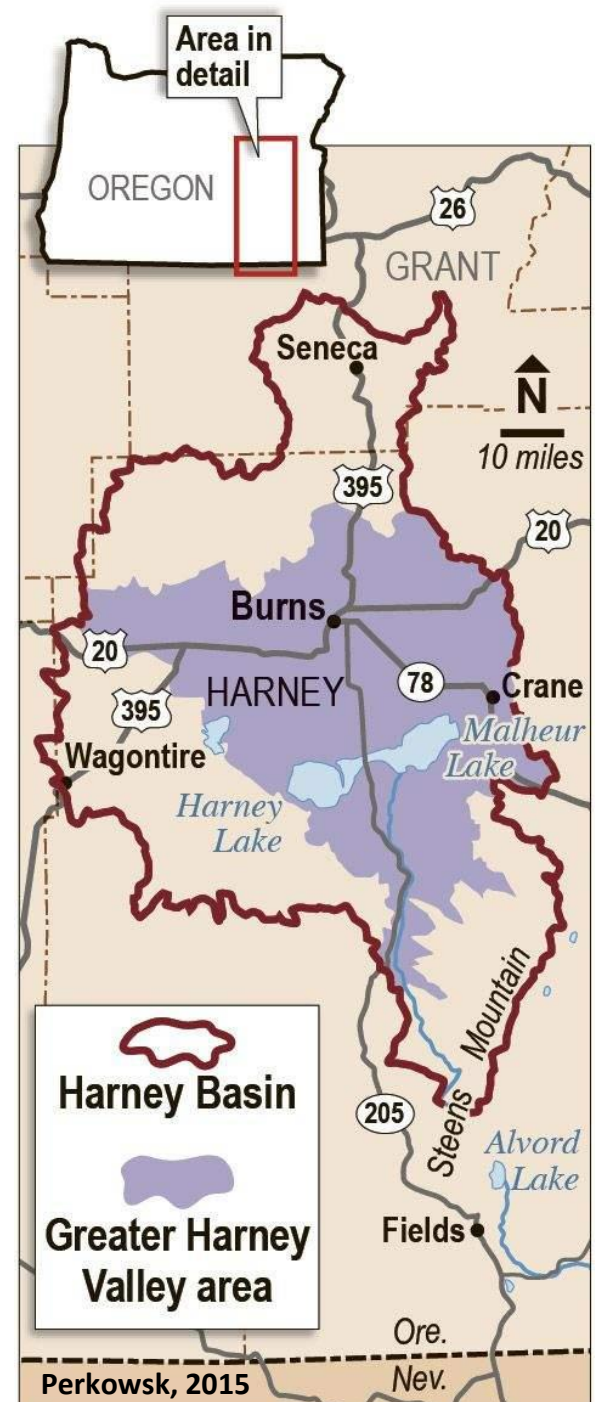 Area in
detail
OREGON
26
GRANT
Seneca
N
10 miles
395
20
Burns
20
HARNEY
78
Crane
395
Malheur
Lake
Wagontire
Harney
Lake
Steens Mountain
Harney Basin
205
Alvord
Lake
Greater Harney
Valley area
Fields
Ore.
Nev.
Perkowsk, 2015